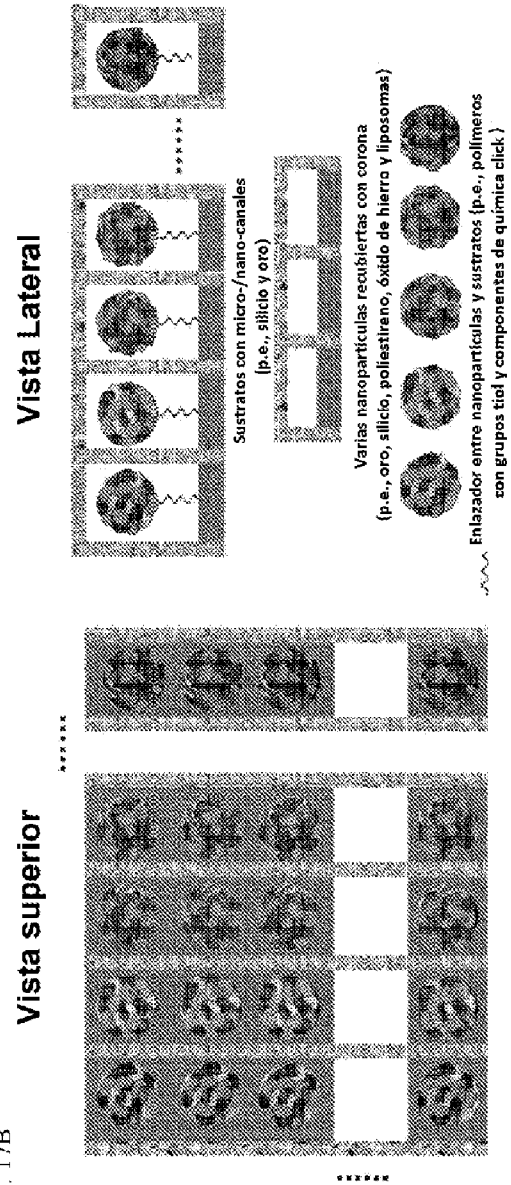 . 17B
Vista superior
Vista Lateral
******
******
******
Sustratos con micro-/nano-canales
(p.e., silicio y oro)
Varias nanopartículas recubiertas con corona
(p.e., oro, silicio, poliestireno, óxido de hierro y liposomas)
Enlazador entre nanopartículas y sustratos (p.e., polímeros
con grupos tiol y componentes de química click )